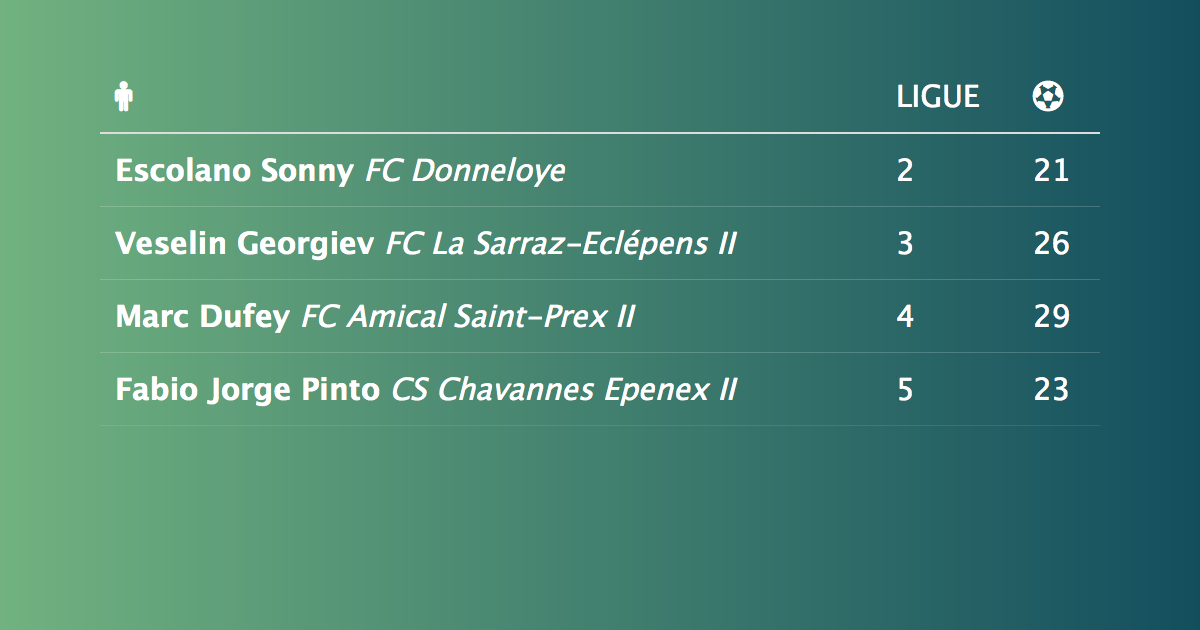 LIGUE
Escolano Sonny FC Donneloye 2 21
Veselin Georgiev FC La Sarraz-Eclépens II 3 26
Marc Dufey FC Amical Saint-Prex II 4 29
Fabio Jorge Pinto CS Chavannes Epenex II 5 23